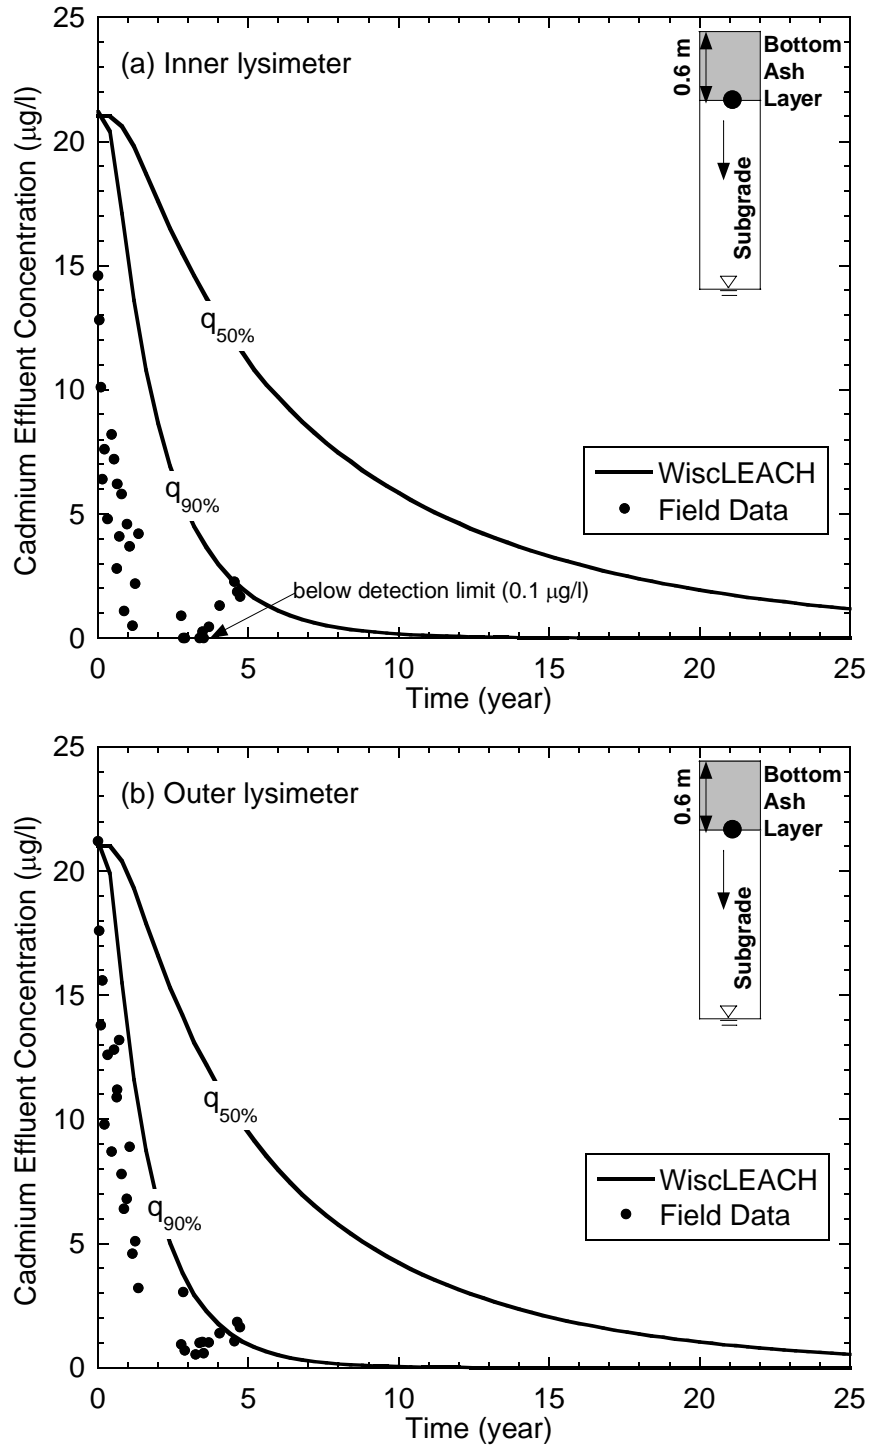 25
20
15
10
5
0
Cadmium Effluent Concentration (μg/l)
(a) Inner lysimeter
0.6 m
Bottom
Ash
Layer
Subgrade
q50%
q90%
WiscLEACH
Field Data
below detection limit (0.1 μg/l)
0 5 10 15 20 25
Time (year)
25
20
15
10
5
0
Cadmium Effluent Concentration (μg/l)
(b) Outer lysimeter
0.6 m
Bottom
Ash
Layer
Subgrade
q50%
q90%
WiscLEACH
Field Data
0 5 10 15 20 25
Time (year)